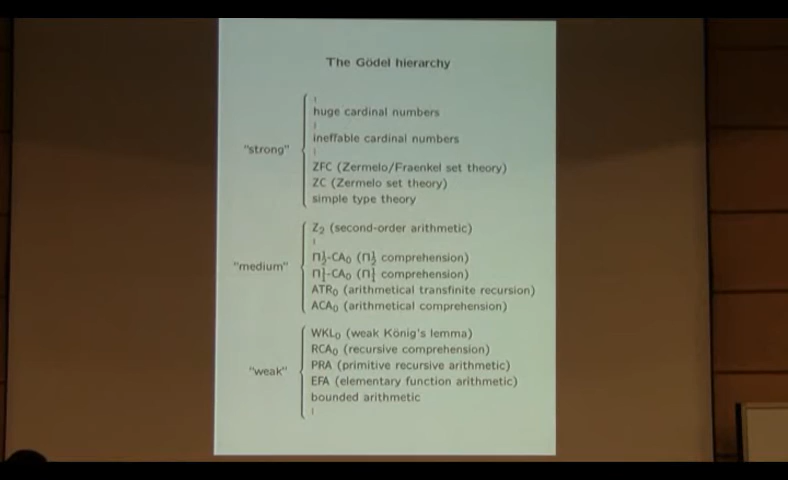 The Gödel hierarchy
"strong"
⋮
huge cardinal numbers
⋮
ineffable cardinal numbers
⋮
ZFC (Zermelo/Fraenkel set theory)
ZC (Zermelo set theory)
simple type theory
"medium"
Z₂ (second-order arithmetic)
⋮
Π¹₂-CA₀ (Π¹₂ comprehension)
Π¹₁-CA₀ (Π¹₁ comprehension)
ATR₀ (arithmetical transfinite recursion)
ACA₀ (arithmetical comprehension)
"weak"
WKL₀ (weak König's lemma)
RCA₀ (recursive comprehension)
PRA (primitive recursive arithmetic)
EFA (elementary function arithmetic)
bounded arithmetic
⋮